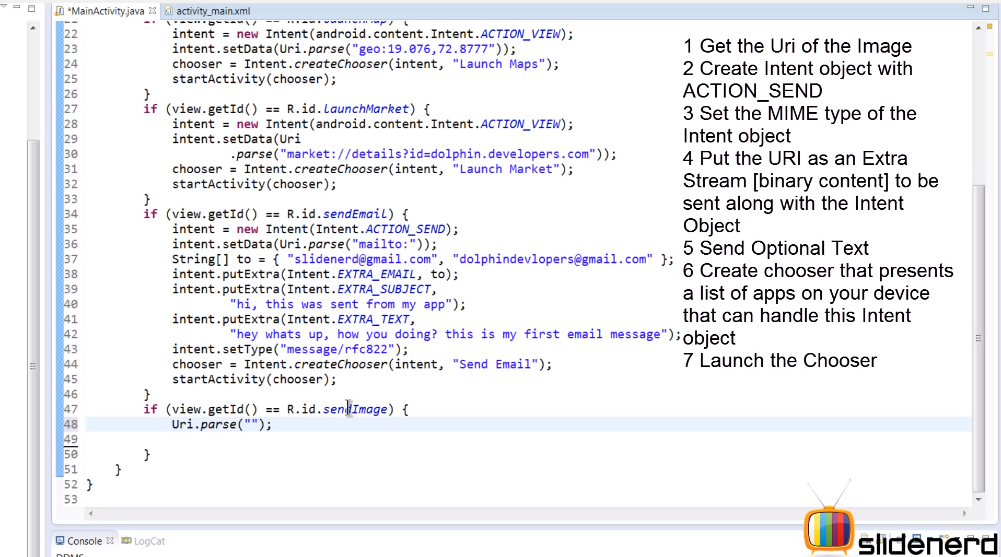 *MainActivity.java activity_main.xml
22 intent = new Intent(android.content.Intent.ACTION_VIEW);
23 intent.setData(Uri.parse("geo:19.076,72.8777"));
24 chooser = Intent.createChooser(intent, "Launch Maps");
25 startActivity(chooser);
26 }
27 if (view.getId() == R.id.LaunchMarket) {
28 intent = new Intent(android.content.Intent.ACTION_VIEW);
29 intent.setData(Uri
30 .parse("market://details?id=dolphin.developers.com"));
31 chooser = Intent.createChooser(intent, "Launch Market");
32 startActivity(chooser);
33 }
34 if (view.getId() == R.id.sendEmail) {
35 intent = new Intent(Intent.ACTION_SEND);
36 intent.setData(Uri.parse("mailto:"));
37 String[] to = { "slidenerd@gmail.com", "dolphindevlopers@gmail.com" };
38 intent.putExtra(Intent.EXTRA_EMAIL, to);
39 intent.putExtra(Intent.EXTRA_SUBJECT,
40 "hi, this was sent from my app");
41 intent.putExtra(Intent.EXTRA_TEXT,
42 "hey whats up, how you doing? this is my first email message");
43 intent.setType("message/rfc822");
44 chooser = Intent.createChooser(intent, "Send Email");
45 startActivity(chooser);
46 }
47 if (view.getId() == R.id.sendImage) {
48 Uri.parse("");
49
50 }
51 }
52 }
53
1 Get the Uri of the Image
2 Create Intent object with
ACTION_SEND
3 Set the MIME type of the
Intent object
4 Put the URI as an Extra
Stream [binary content] to be
sent along with the Intent
Object
5 Send Optional Text
6 Create chooser that presents
a list of apps on your device
that can handle this Intent
object
7 Launch the Chooser
Console LogCat
slidenerd